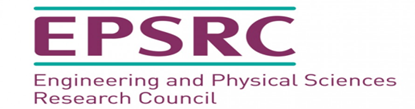 EPSRC
Engineering and Physical Sciences
Research Council